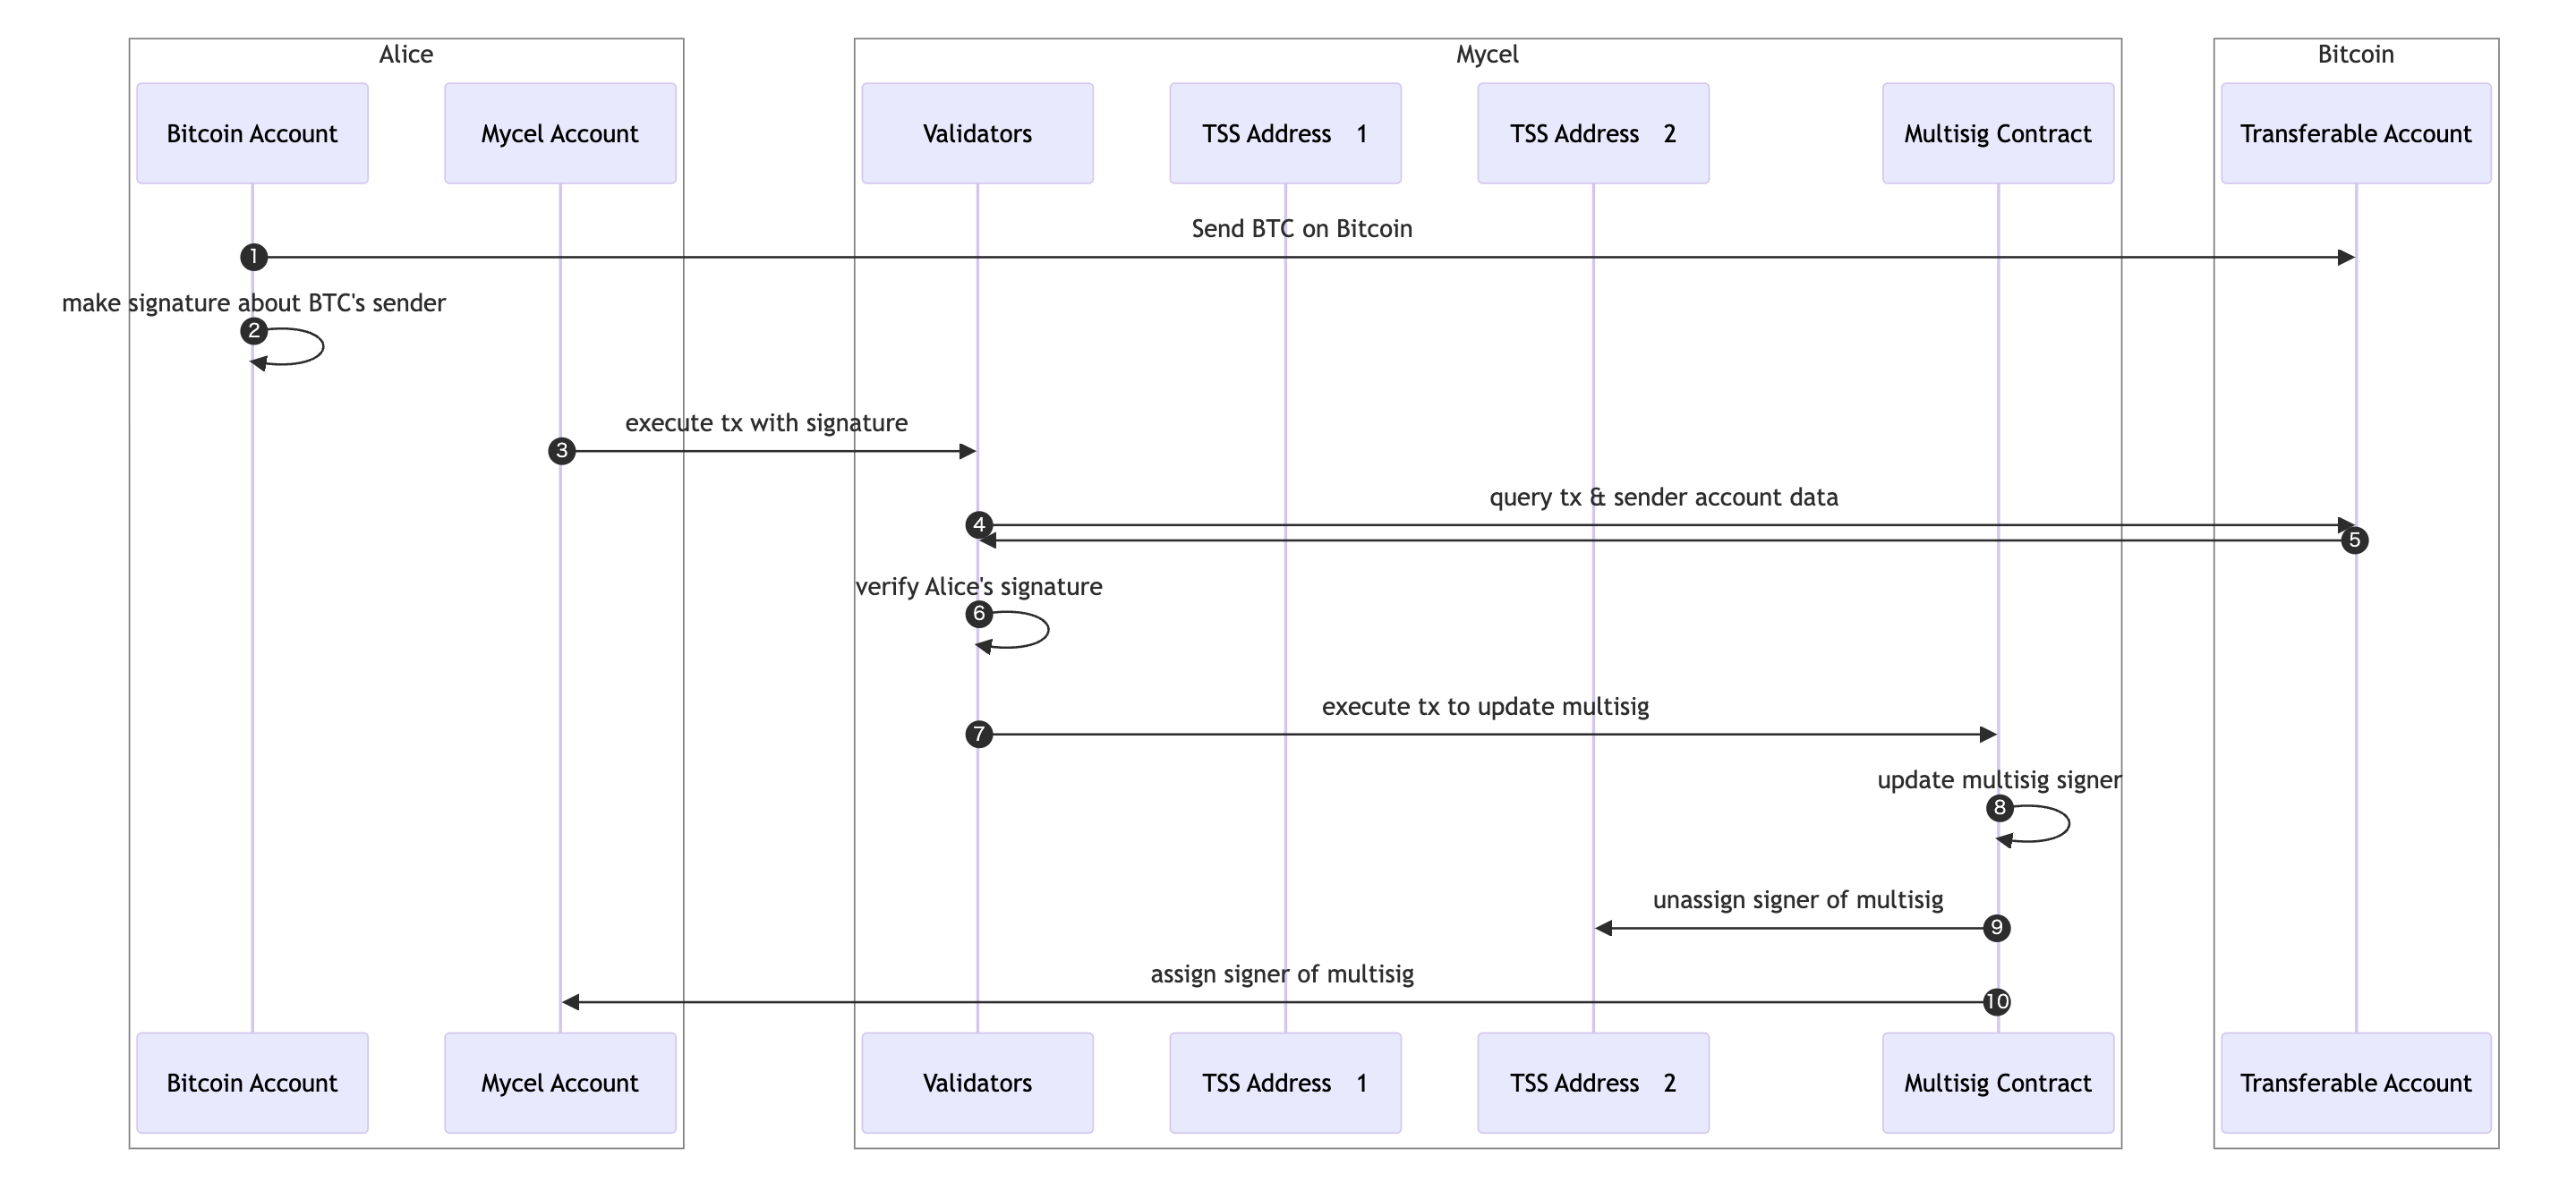 Alice
Mycel
Bitcoin
Bitcoin Account
Mycel Account
Validators
TSS Address 1
TSS Address 2
Multisig Contract
Transferable Account
Send BTC on Bitcoin
1
make signature about BTC's sender
2
execute tx with signature
3
query tx & sender account data
4
5
verify Alice's signature
6
execute tx to update multisig
7
update multisig signer
8
unassign signer of multisig
9
assign signer of multisig
10
Bitcoin Account
Mycel Account
Validators
TSS Address 1
TSS Address 2
Multisig Contract
Transferable Account